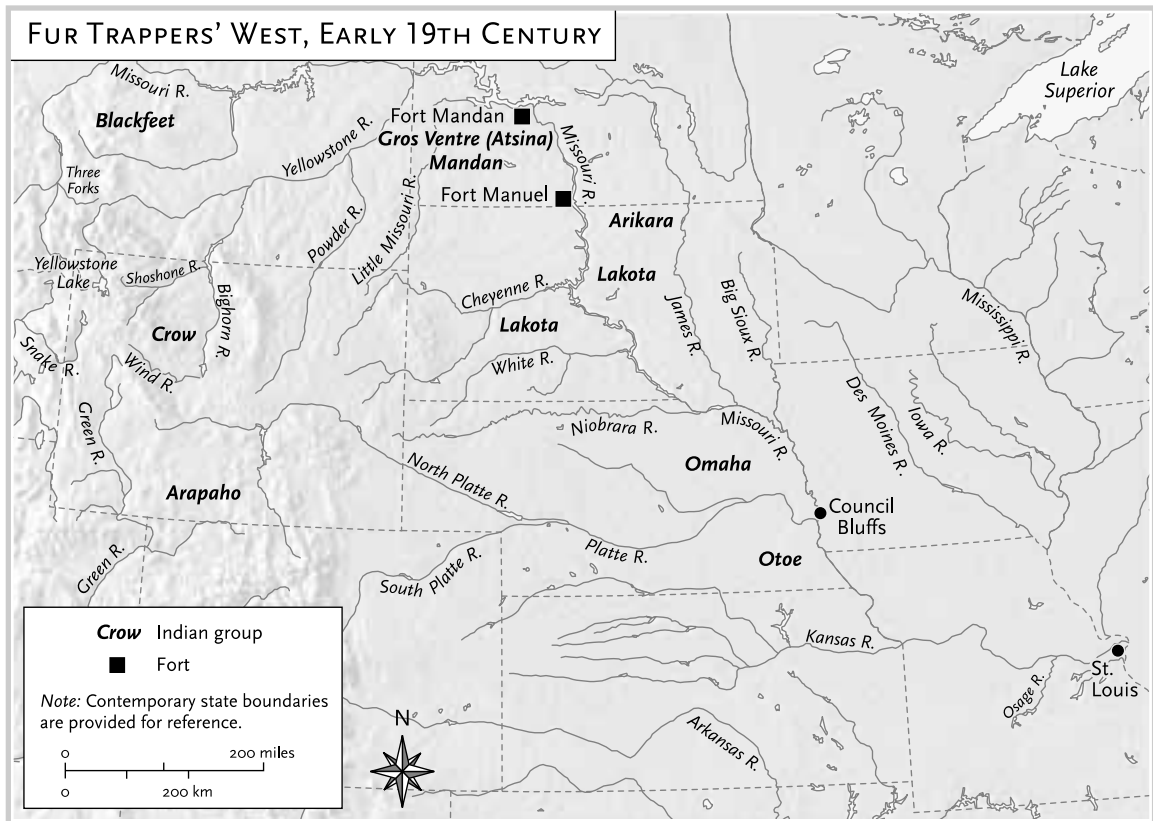 FUR TRAPPERS' WEST, EARLY 19TH CENTURY
Missouri R.
Blackfeet
Three
Forks
Yellowstone R.
Fort Mandan
Gros Ventre (Atsina)
Mandan
Missouri R.
Fort Manuel
Lake
Superior
Powder R.
Little Missouri R.
Arikara
Yellowstone
Lake
Shoshone R.
Bighorn R.
Crow
Wind R.
Snake R.
Green R.
Cheyenne R.
Lakota
Lakota
White R.
James R.
Big Sioux R.
Mississippi R.
Des Moines R.
Iowa R.
Niobrara R.
Missouri R.
Omaha
North Platte R.
Arapaho
Council
Bluffs
Green R.
South Platte R.
Platte R.
Otoe
Kansas R.
Osage R.
St.
Louis
Arkansas R.
Crow Indian group
Fort
Note: Contemporary state boundaries
are provided for reference.
0 200 miles
0 200 km
N